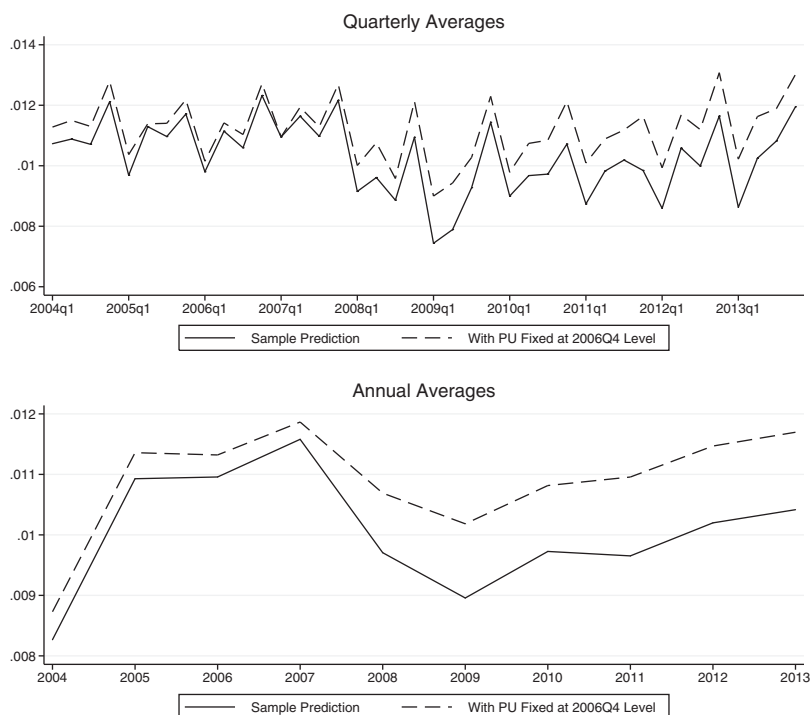 Quarterly Averages
.014
.012
.01
.008
.006
2004q1 2005q1 2006q1 2007q1 2008q1 2009q1 2010q1 2011q1 2012q1 2013q1
Sample Prediction With PU Fixed at 2006Q4 Level
Annual Averages
.012
.011
.01
.009
.008
2004 2005 2006 2007 2008 2009 2010 2011 2012 2013
Sample Prediction With PU Fixed at 2006Q4 Level